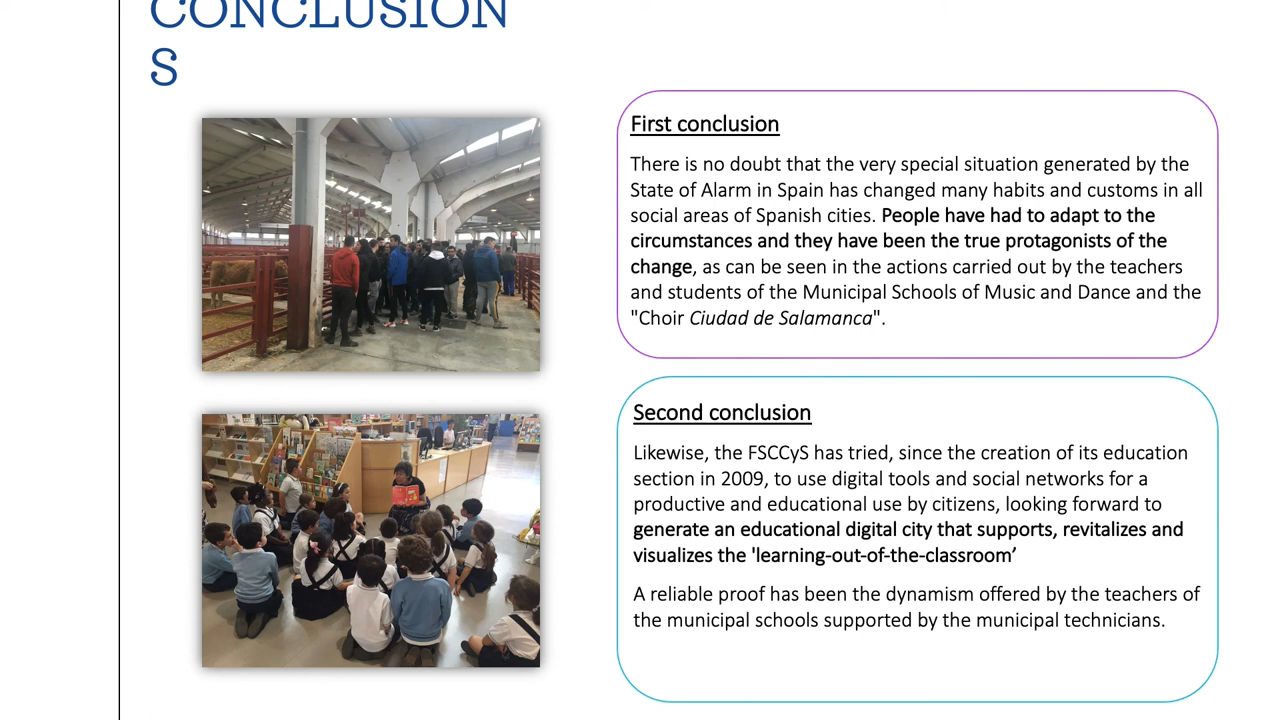 CONCLUSION
S
First conclusion
There is no doubt that the very special situation generated by the
State of Alarm in Spain has changed many habits and customs in all
social areas of Spanish cities. People have had to adapt to the
circumstances and they have been the true protagonists of the
change, as can be seen in the actions carried out by the teachers
and students of the Municipal Schools of Music and Dance and the
"Choir Ciudad de Salamanca".
Second conclusion
Likewise, the FSCCyS has tried, since the creation of its education
section in 2009, to use digital tools and social networks for a
productive and educational use by citizens, looking forward to
generate an educational digital city that supports, revitalizes and
visualizes the 'learning-out-of-the-classroom’
A reliable proof has been the dynamism offered by the teachers of
the municipal schools supported by the municipal technicians.